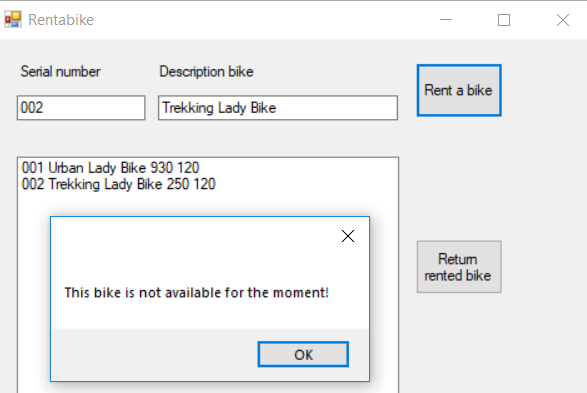 Rentabike
Serial number
Description bike
002
Trekking Lady Bike
Rent a bike
001 Urban Lady Bike 930 120
002 Trekking Lady Bike 250 120
This bike is not available for the moment!
OK
Return
rented bike